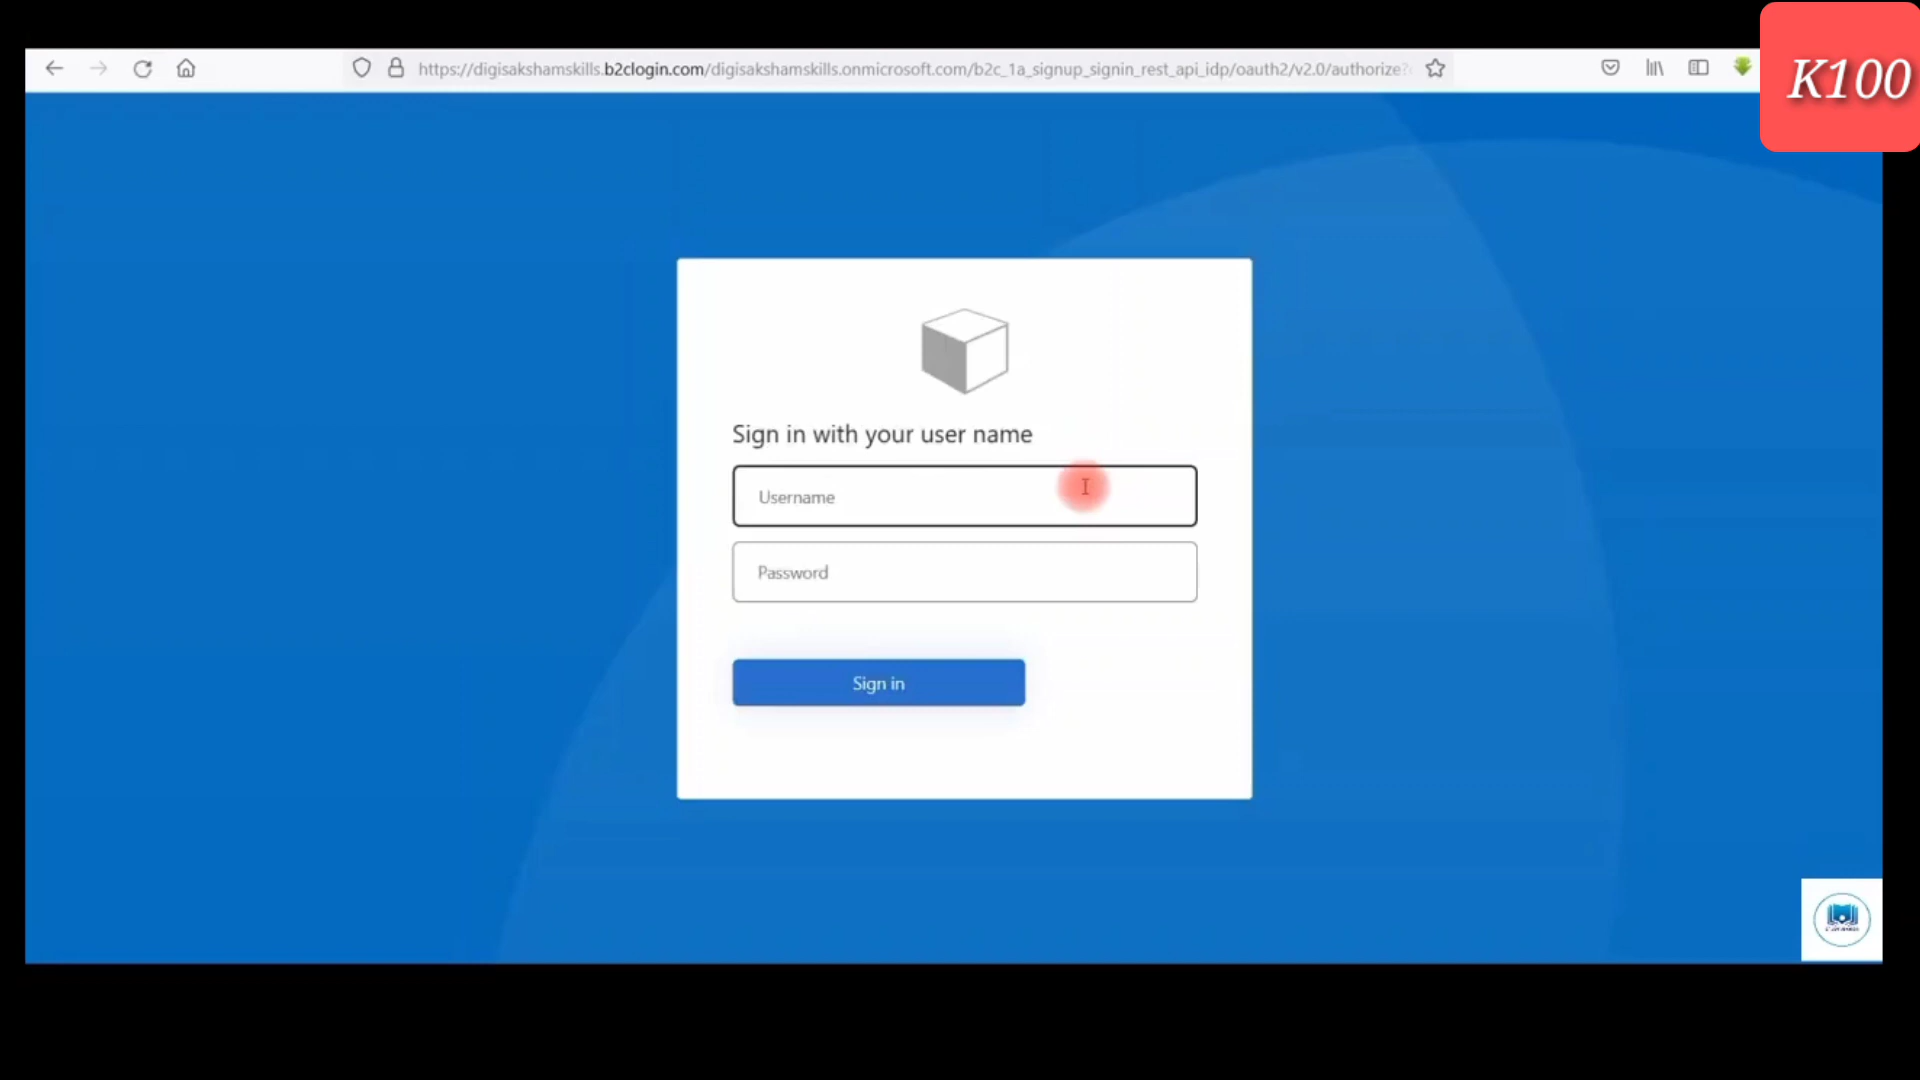 https://digisakshamskills.b2clogin.com/digisakshamskills.onmicrosoft.com/b2c_1a_signup_signin_rest_api_idp/oauth2/v2.0/authorize?
K100
Sign in with your user name
Username
Password
Sign in